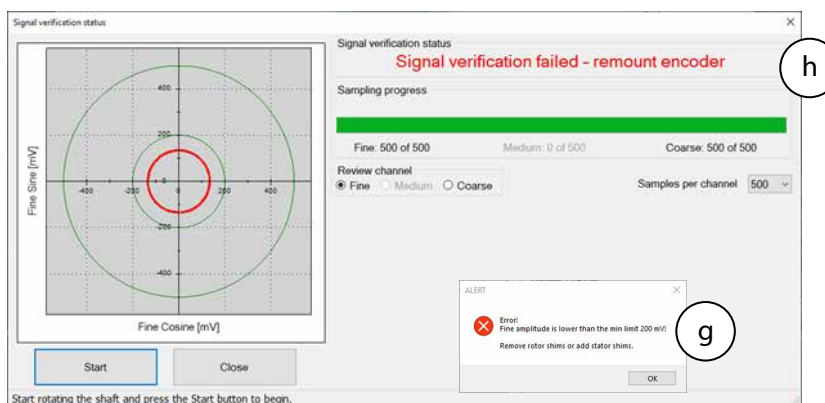 Signal verification status
Signal verification status
Signal verification failed - remount encoder
h
Sampling progress
Fine: 500 of 500
Medium: 0 of 500
Coarse: 500 of 500
Review channel
Fine
Medium
Coarse
Samples per channel
500
400
200
-400
-200
0
200
400
0
-200
-400
Fine Sine [mV]
Fine Cosine [mV]
ALERT
Error!
Fine amplitude is lower than the min limit 200 mV!
Remove rotor shims or add stator shims.
OK
g
Start
Close
Start rotating the shaft and press the Start button to begin.